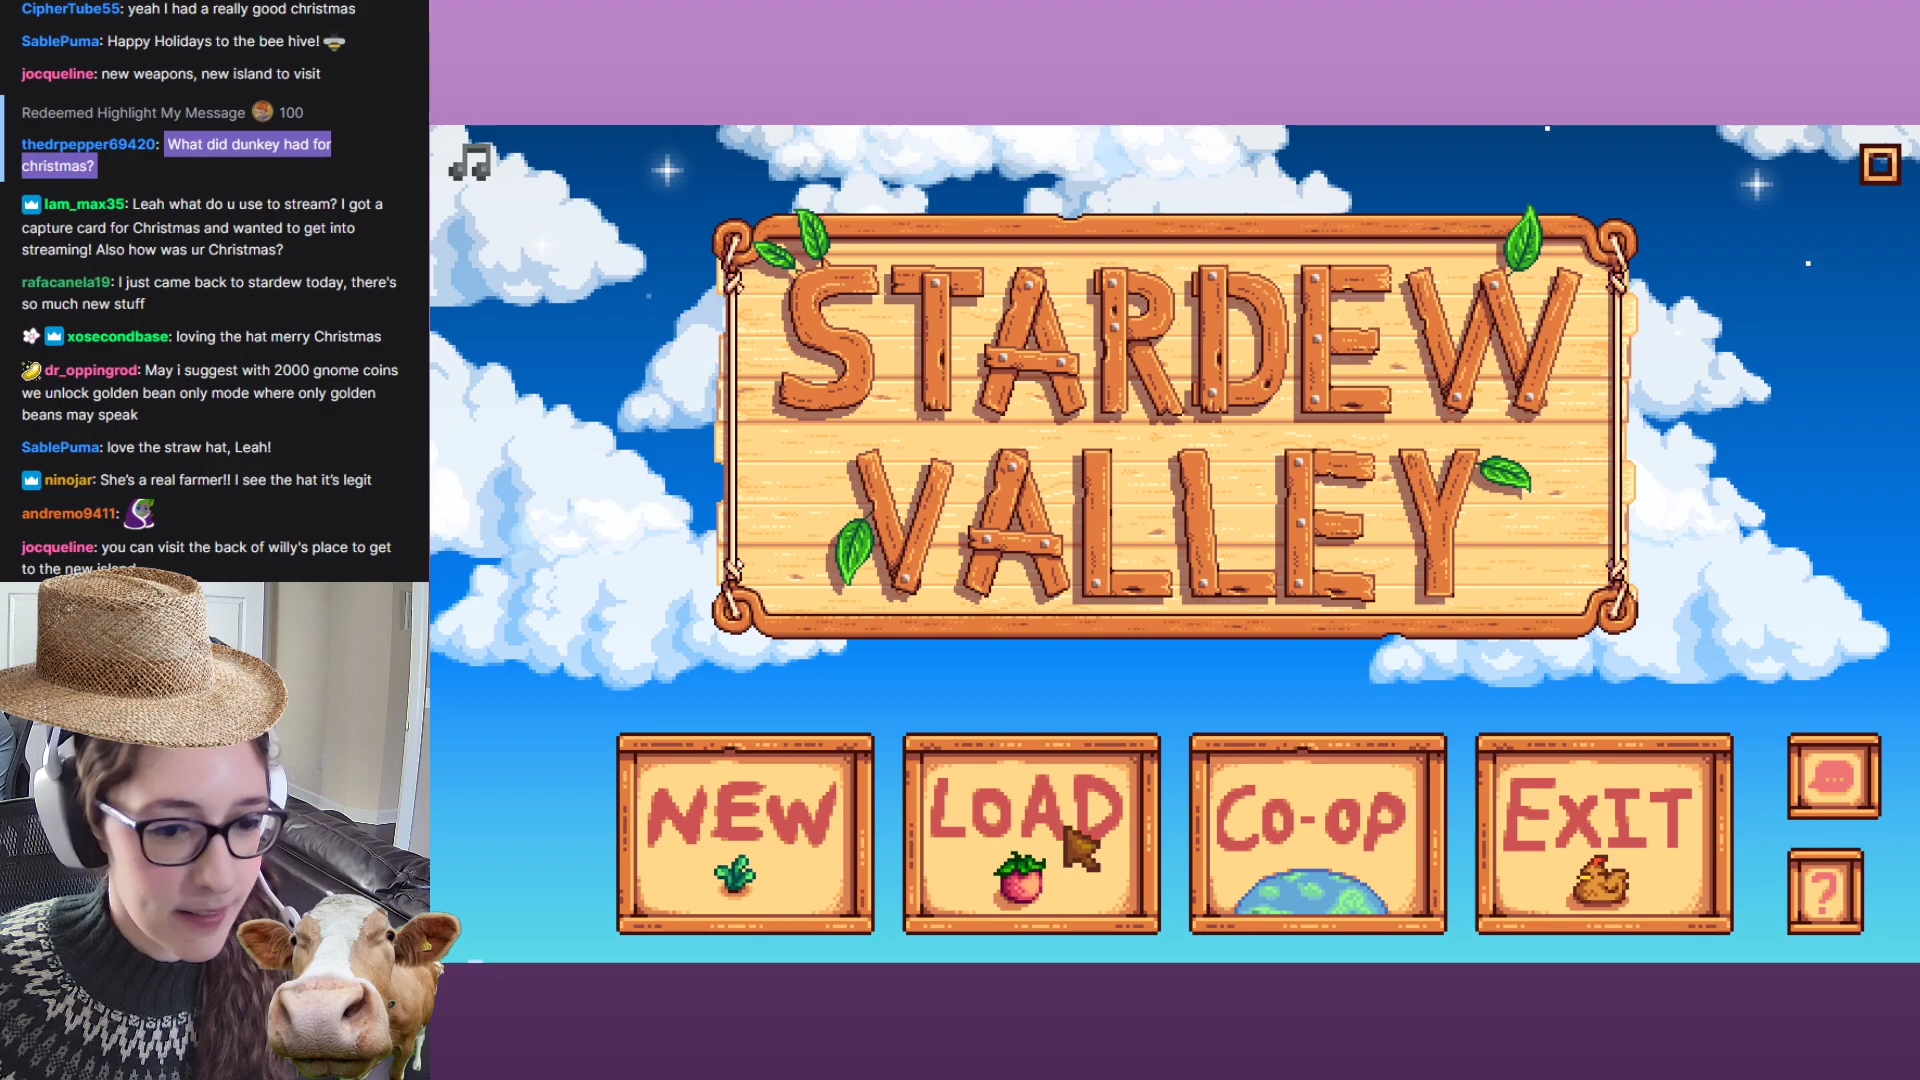 CipherTube55: yeah I had a really good christmas
SablePuma: Happy Holidays to the bee hive!
jocqueline: new weapons, new island to visit
Redeemed Highlight My Message 100
thedrpepper69420: What did dunkey had for
christmas?
Iam_max35: Leah what do u use to stream? I got a
capture card for Christmas and wanted to get into
streaming! Also how was ur Christmas?
rafacanela19: I just came back to stardew today, there's
so much new stuff
xosecondbase: loving the hat merry Christmas
dr_oppingrod: May i suggest with 2000 gnome coins
we unlock golden bean only mode where only golden
beans may speak
SablePuma: love the straw hat, Leah!
ninojar: She's a real farmer!! I see the hat it's legit
andremo9411:
jocqueline: you can visit the back of willy's place to get
to the new island
STARDEW
VALLEY
NEW
LOAD
CO-OP
EXIT
...
?